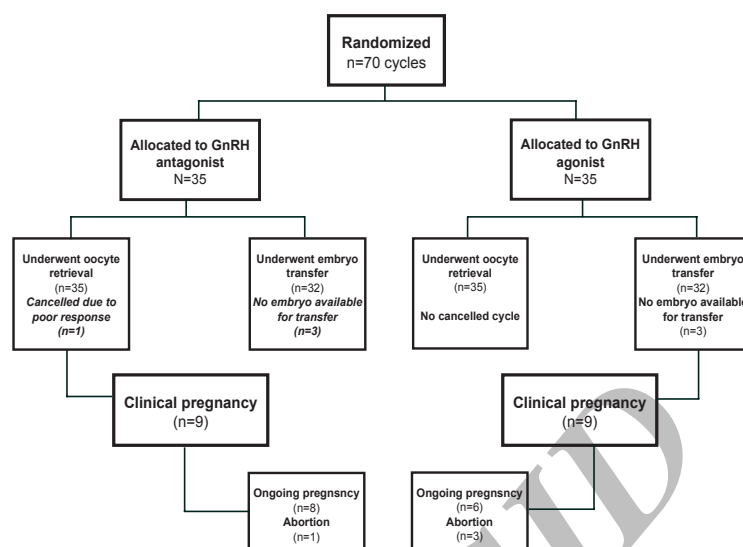 Randomized
n=70 cycles
Allocated to GnRH
antagonist
N=35
Allocated to GnRH
agonist
N=35
Underwent oocyte
retrieval
(n=35)
Cancelled due to
poor response
(n=1)
Underwent embryo
transfer
(n=32)
No embryo available
for transfer
(n=3)
Underwent oocyte
retrieval
(n=35)
No cancelled cycle
Underwent embryo
transfer
(n=32)
No embryo available
for transfer
(n=3)
Clinical pregnancy
(n=9)
Clinical pregnancy
(n=9)
Ongoing pregnsncy
(n=8)
Abortion
(n=1)
Ongoing pregnsncy
(n=6)
Abortion
(n=3)